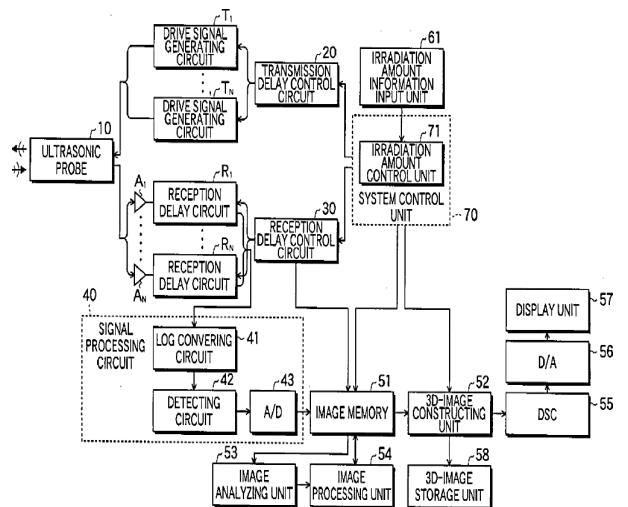 T1
DRIVE SIGNAL
GENERATING
CIRCUIT
20
TRANSMISSION
DELAY CONTROL
CIRCUIT
61
IRRADIATION
AMOUNT
INFORMATION
INPUT UNIT
TN
DRIVE SIGNAL
GENERATING
CIRCUIT
10
ULTRASONIC
PROBE
71
IRRADIATION
AMOUNT
CONTROL UNIT
SYSTEM CONTROL
UNIT
70
A1
R1
RECEPTION
DELAY CIRCUIT
30
RECEPTION
DELAY CONTROL
CIRCUIT
RN
RECEPTION
DELAY CIRCUIT
AN
40
SIGNAL
PROCESSING
CIRCUIT
LOG CONVERING
CIRCUIT
41
42
DETECTING
CIRCUIT
43
A/D
51
IMAGE MEMORY
52
3D-IMAGE
CONSTRUCTING
UNIT
DISPLAY UNIT
57
D/A
56
DSC
55
53
IMAGE
ANALYZING UNIT
54
IMAGE
PROCESSING UNIT
58
3D-IMAGE
STORAGE UNIT